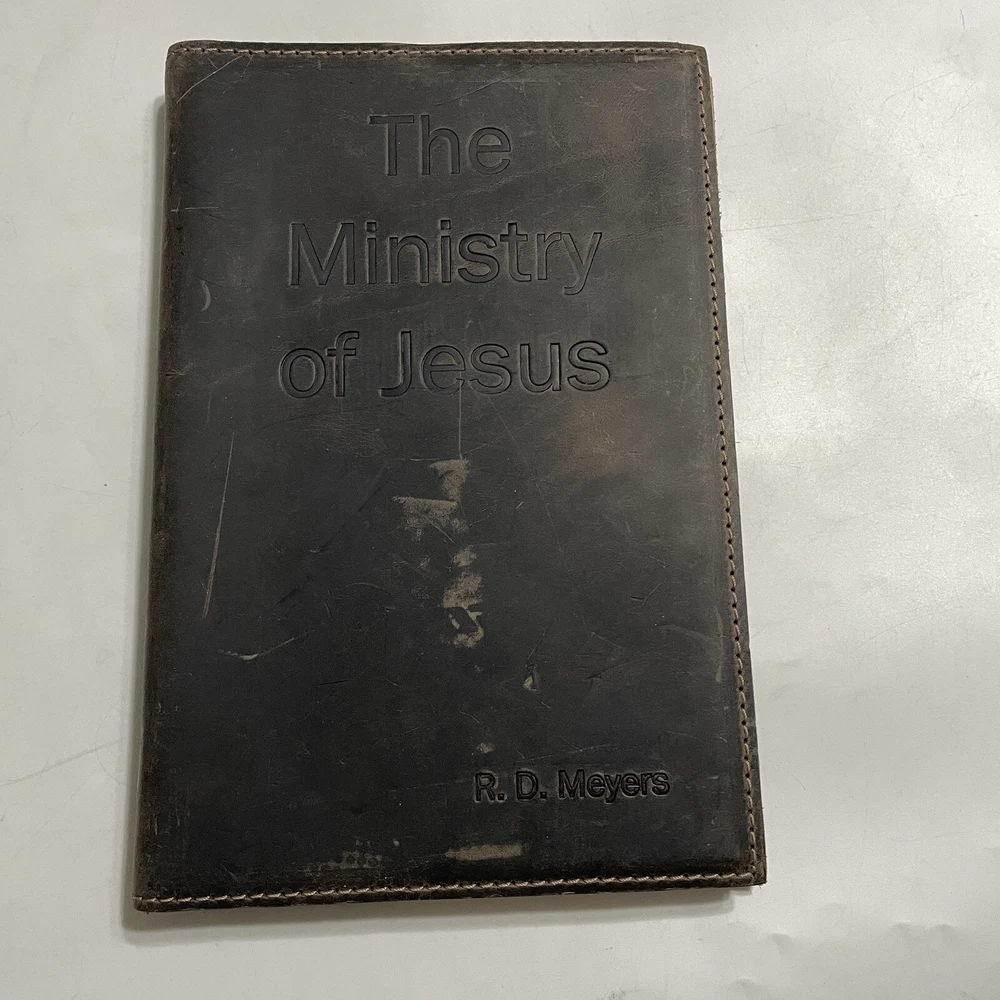 The
Ministry
of Jesus
R. D. Meyers